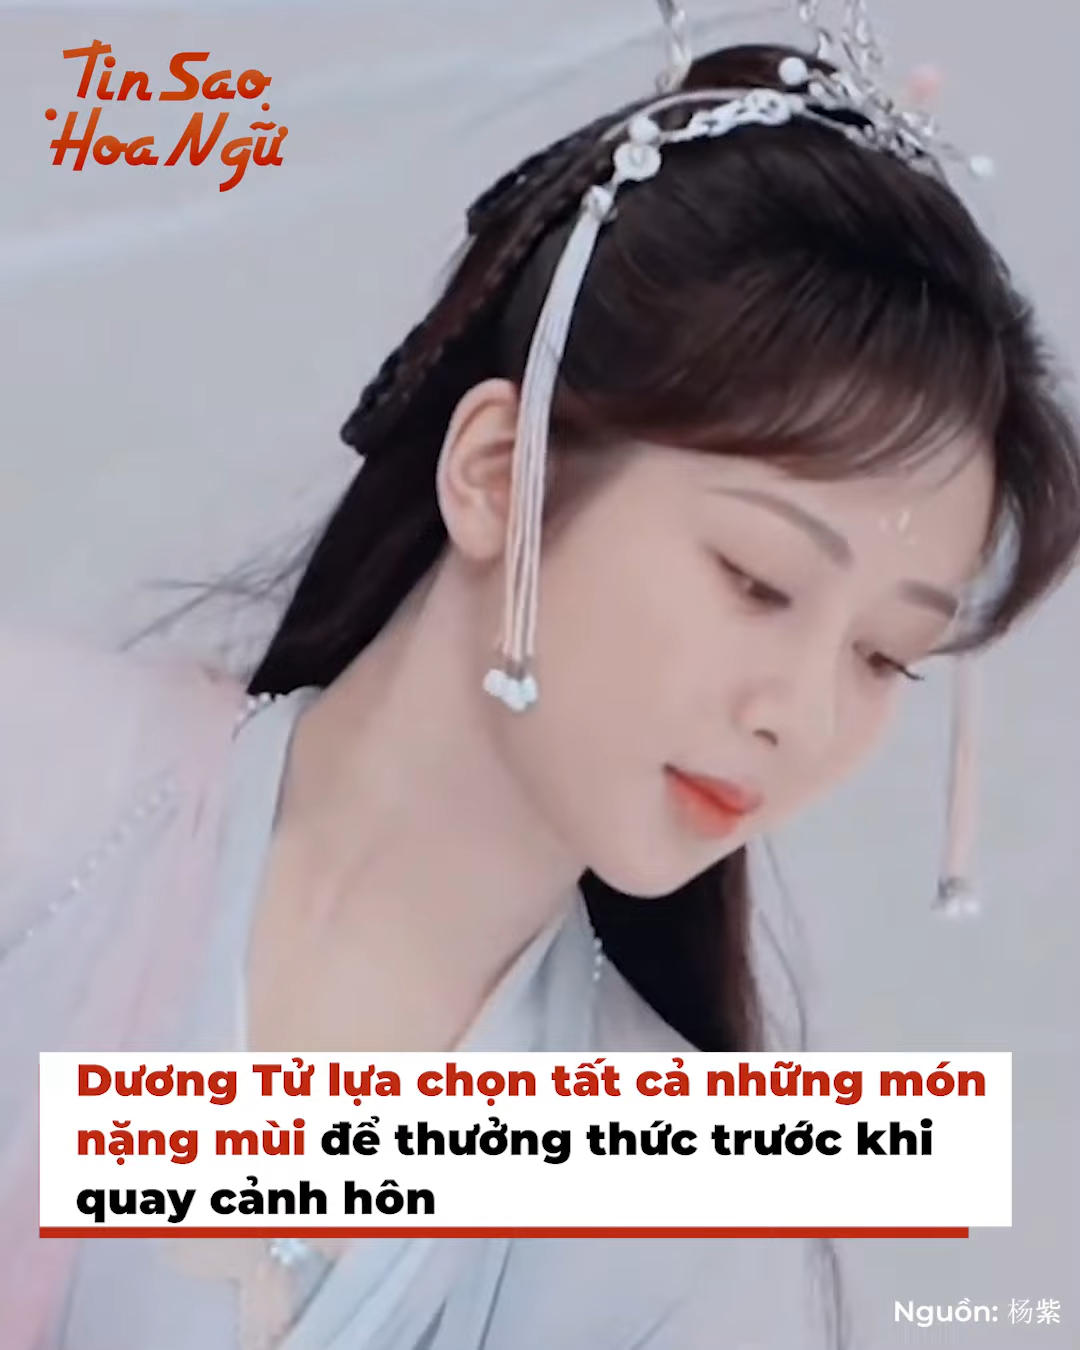 Tin Sao
Hoa Ngữ
Dương Tử lựa chọn tất cả những món
nặng mùi để thưởng thức trước khi
quay cảnh hôn
Nguồn: 杨紫